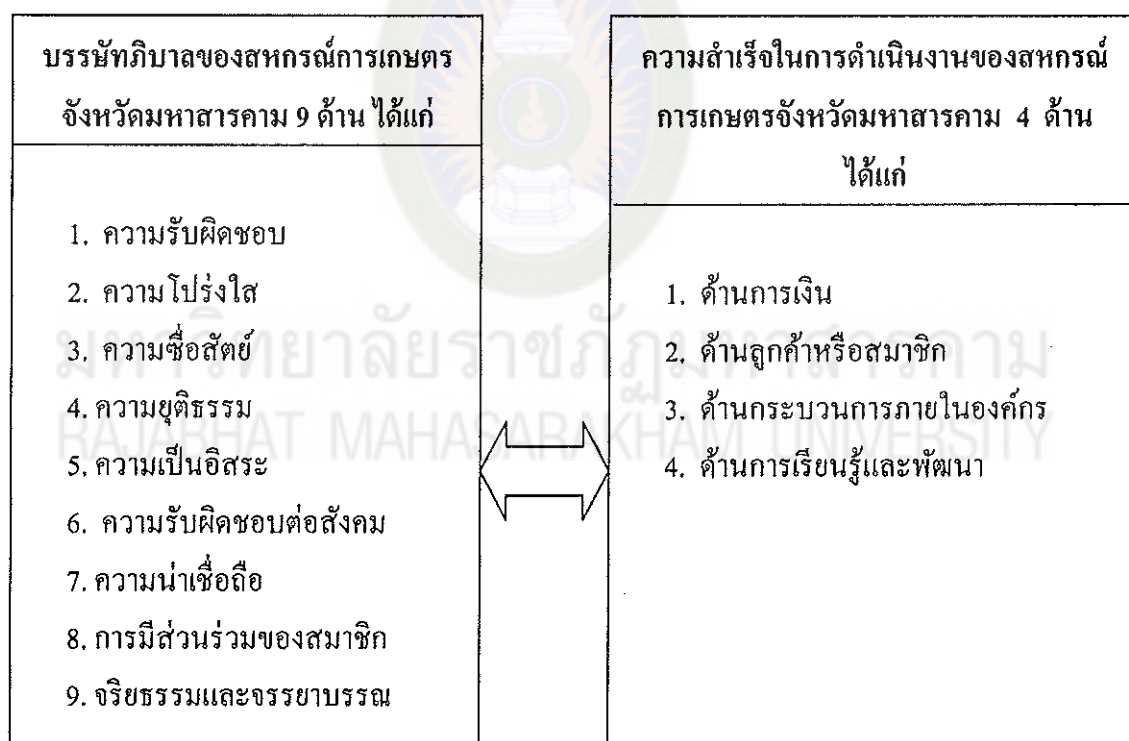 บรรษัทภิบาลของสหกรณ์การเกษตร
จังหวัดมหาสารคาม 9 ด้าน ได้แก่
1. ความรับผิดชอบ
2. ความโปร่งใส
3. ความซื่อสัตย์
4. ความยุติธรรม
5. ความเป็นอิสระ
6. ความรับผิดชอบต่อสังคม
7. ความน่าเชื่อถือ
8. การมีส่วนร่วมของสมาชิก
9. จริยธรรมและจรรยาบรรณ
ความสำเร็จในการดำเนินงานของสหกรณ์
การเกษตรจังหวัดมหาสารคาม 4 ด้าน
ได้แก่
1. ด้านการเงิน
2. ด้านลูกค้าหรือสมาชิก
3. ด้านกระบวนการภายในองค์กร
4. ด้านการเรียนรู้และพัฒนา
มหาวิทยาลัยราชภัฏมหาสารคาม
RAJABHAT MAHASARAKHAM UNIVERSITY